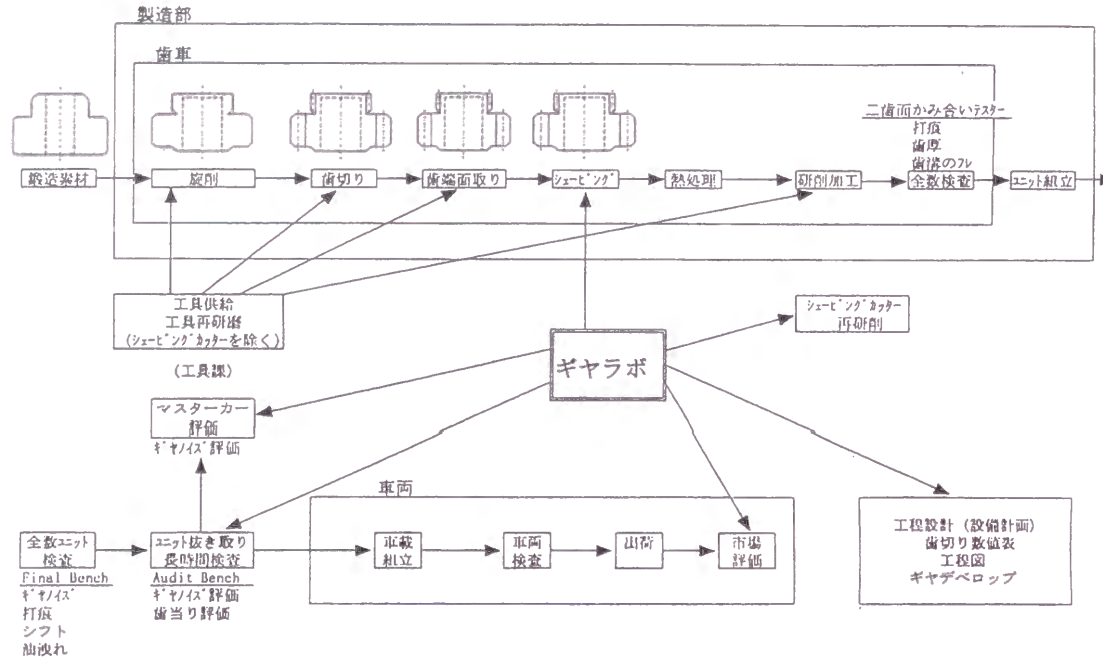 製造部
歯車
二歯面かみ合いテスター
打痕
歯厚
歯溝のフレ
鍛造素材
旋削
歯切り
歯端面取り
シェービング
熱処理
研削加工
全数検査
ユニット組立
工具供給
工具再研磨
(シェービングカッターを除く)
(工具課)
シェービングカッター
再研削
ギヤラボ
マスターカー
評価
ギヤノイズ評価
車両
全数ユニット
検査
Final Bench
ギヤノイズ
打痕
シフト
油洩れ
ユニット抜き取り
長時間検査
Audit Bench
ギヤノイズ評価
歯当り評価
車載
組立
車両
検査
出荷
市場
評価
工程設計（設備計画）
歯切り数値表
工程図
ギヤデベロップ